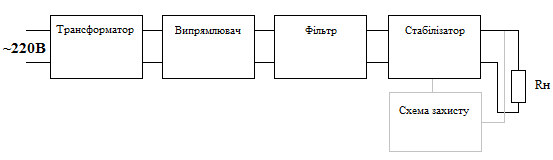 Трансформатор
Випрямлювач
Фільтр
Стабілізатор
~220В
Rн
Схема захисту